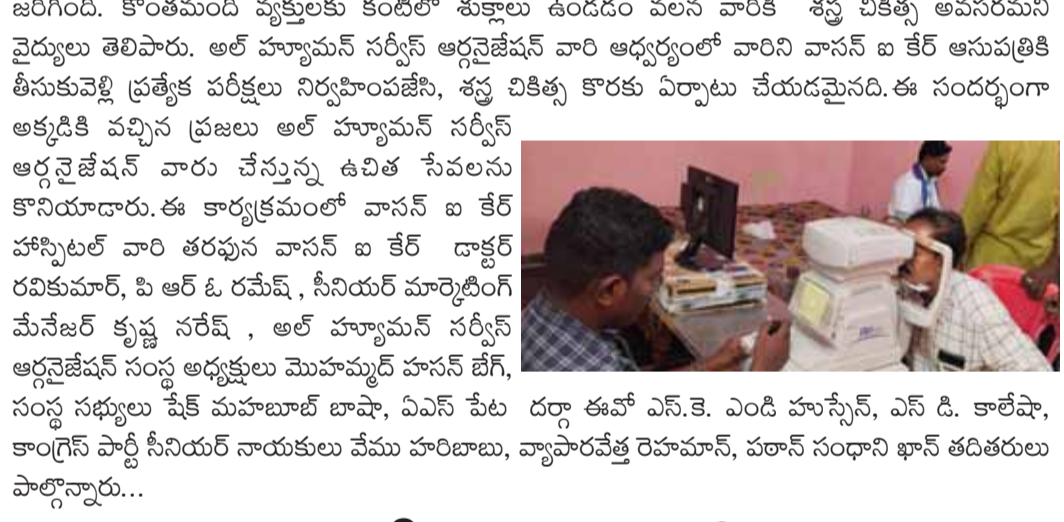 జరిగింది. కొంతమంది వ్యక్తులకు కంటిలో శుక్లాలు ఉండడం వలన వారికి శస్త్ర చికిత్స అవసరమని
వైద్యులు తెలిపారు. అల్ హ్యూమన్ సర్వీస్ ఆర్గనైజేషన్ వారి ఆధ్వర్యంలో వారిని వాసన్ ఐ కేర్ ఆసుపత్రికి
తీసుకువెళ్లి ప్రత్యేక పరీక్షలు నిర్వహింపజేసి, శస్త్ర చికిత్స కొరకు ఏర్పాటు చేయడమైనది.ఈ సందర్భంగా
అక్కడికి వచ్చిన ప్రజలు అల్ హ్యూమన్ సర్వీస్
ఆర్గనైజేషన్ వారు చేస్తున్న ఉచిత సేవలను
కొనియాడారు.ఈ కార్యక్రమంలో వాసన్ ఐ కేర్
హాస్పిటల్ వారి తరఫున వాసన్ ఐ కేర్ డాక్టర్
రవికుమార్, పి ఆర్ ఓ రమేష్ , సీనియర్ మార్కెటింగ్
మేనేజర్ కృష్ణ నరేష్ , అల్ హ్యూమన్ సర్వీస్
ఆర్గనైజేషన్ సంస్థ అధ్యక్షులు మొహమ్మద్ హసన్ బేగ్,
సంస్థ సభ్యులు షేక్ మహబూబ్ బాషా, ఏఎస్ పేట దర్గా ఈవో ఎస్.కె. ఎండి హుస్సేన్, ఎస్ డి. కాలేషా,
కాంగ్రెస్ పార్టీ సీనియర్ నాయకులు వేము హరిబాబు, వ్యాపారవేత్త రెహమాన్, పఠాన్ సంధాని ఖాన్ తదితరులు
పాల్గొన్నారు...